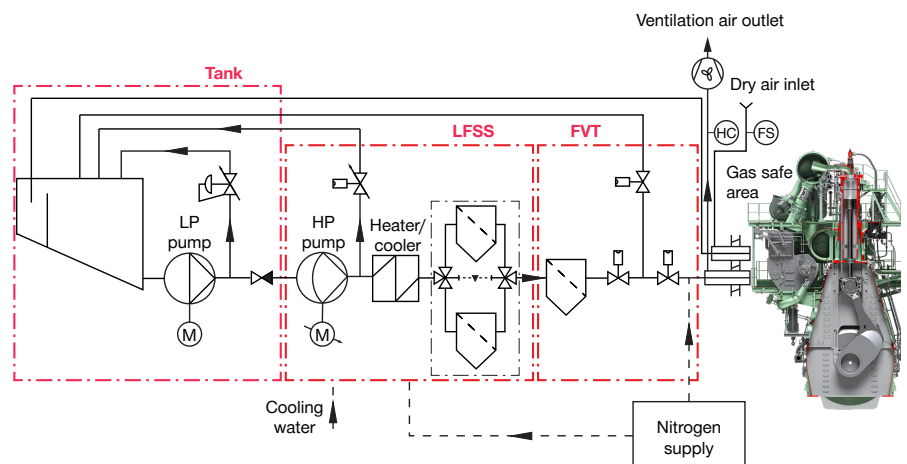 Ventilation air outlet
Dry air inlet
Tank
LFSS
FVT
HC
FS
Gas safe
area
LP
pump
HP
pump
Heater/
cooler
M
M
Cooling
water
Nitrogen
supply